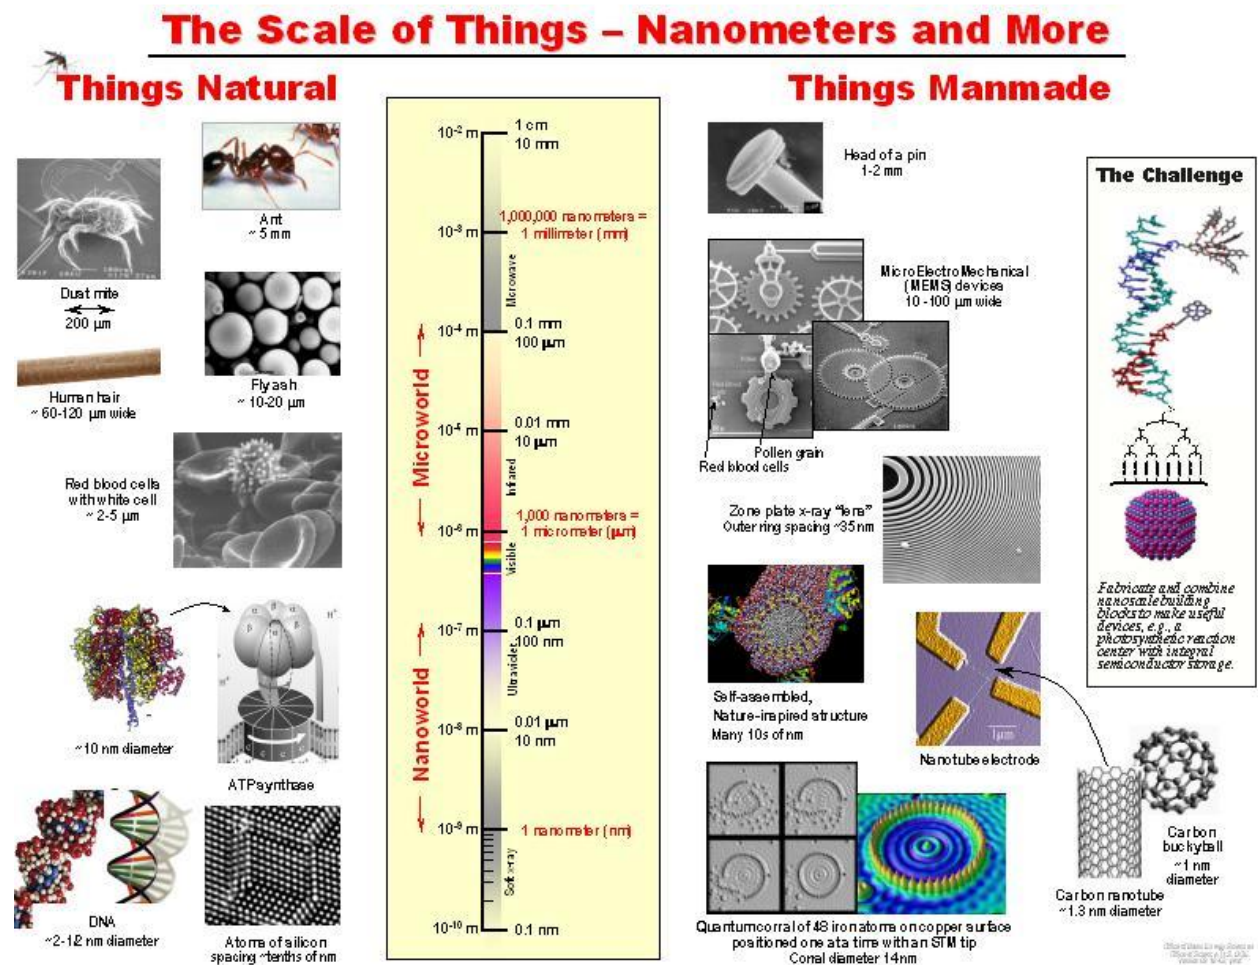 The Scale of Things – Nanometers and More
Things Natural
Things Manmade
Ant
~ 5 mm
Dust mite
200 µm
Human hair
~ 60-120 µm wide
Fly ash
~ 10-20 µm
Red blood cells
with white cell
~ 2-5 µm
~10 nm diameter
ATP synthase
DNA
~2-1/2 nm diameter
Atoms of silicon
spacing ~tenths of nm
10⁻² m
1 cm
10 mm
1,000,000 nanometers =
10⁻³ m
1 millimeter (mm)
Microwave
10⁻⁴ m
0.1 mm
100 µm
Microworld
10⁻⁴ m
0.01 mm
10 µm
Infrared
1,000 nanometers =
10⁻⁶ m
1 micrometer (µm)
Visible
10⁻⁷ m
0.1 µm
100 nm
Ultraviolet
Nanoworld
10⁻⁸ m
0.01 µm
10 nm
10⁻⁹ m
1 nanometer (nm)
Soft x-ray
10⁻¹⁰ m
0.1 nm
Head of a pin
1-2 mm
MicroElectroMechanical
(MEMS) devices
10 -100 µm wide
Pollen grain
Red blood cells
Zone plate x-ray “lens”
Outer ring spacing ~35 nm
Self-assembled,
Nature-inspired structure
Many 10s of nm
1µm
Nanotube electrode
Quantum corral of 48 iron atoms on copper surface
positioned one at a time with an STM tip
Corral diameter 14 nm
Carbon nanotube
~1.3 nm diameter
Carbon
buckyball
~1 nm
diameter
The Challenge
Fabricate and combine
nanoscale building
blocks to make useful
devices, e.g., a
photosynthetic reaction
center with integral
semiconductor storage.